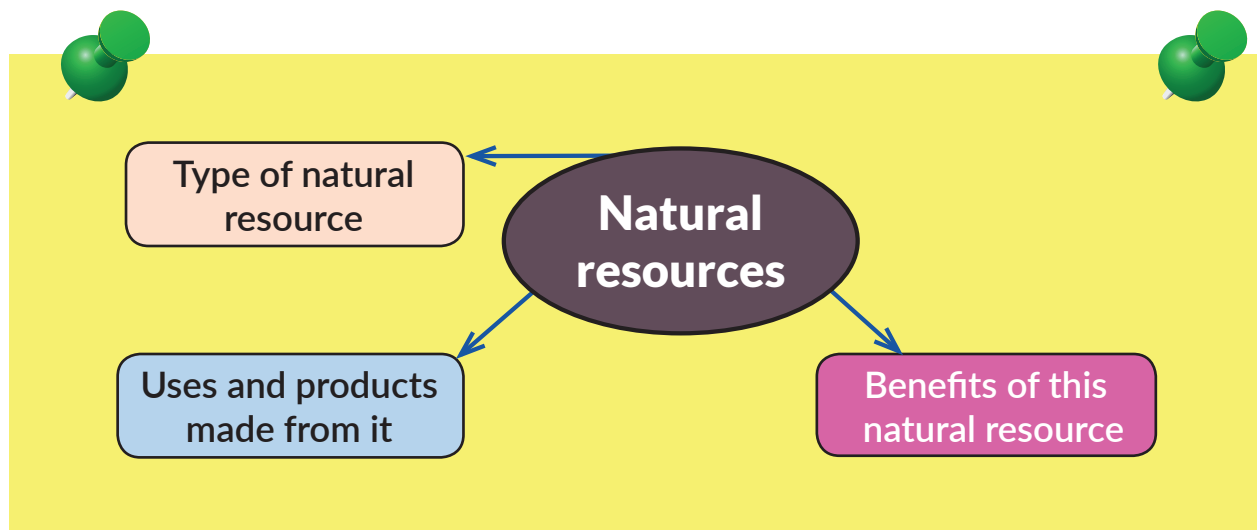 Type of natural
resource
Natural
resources
Uses and products
made from it
Benefits of this
natural resource